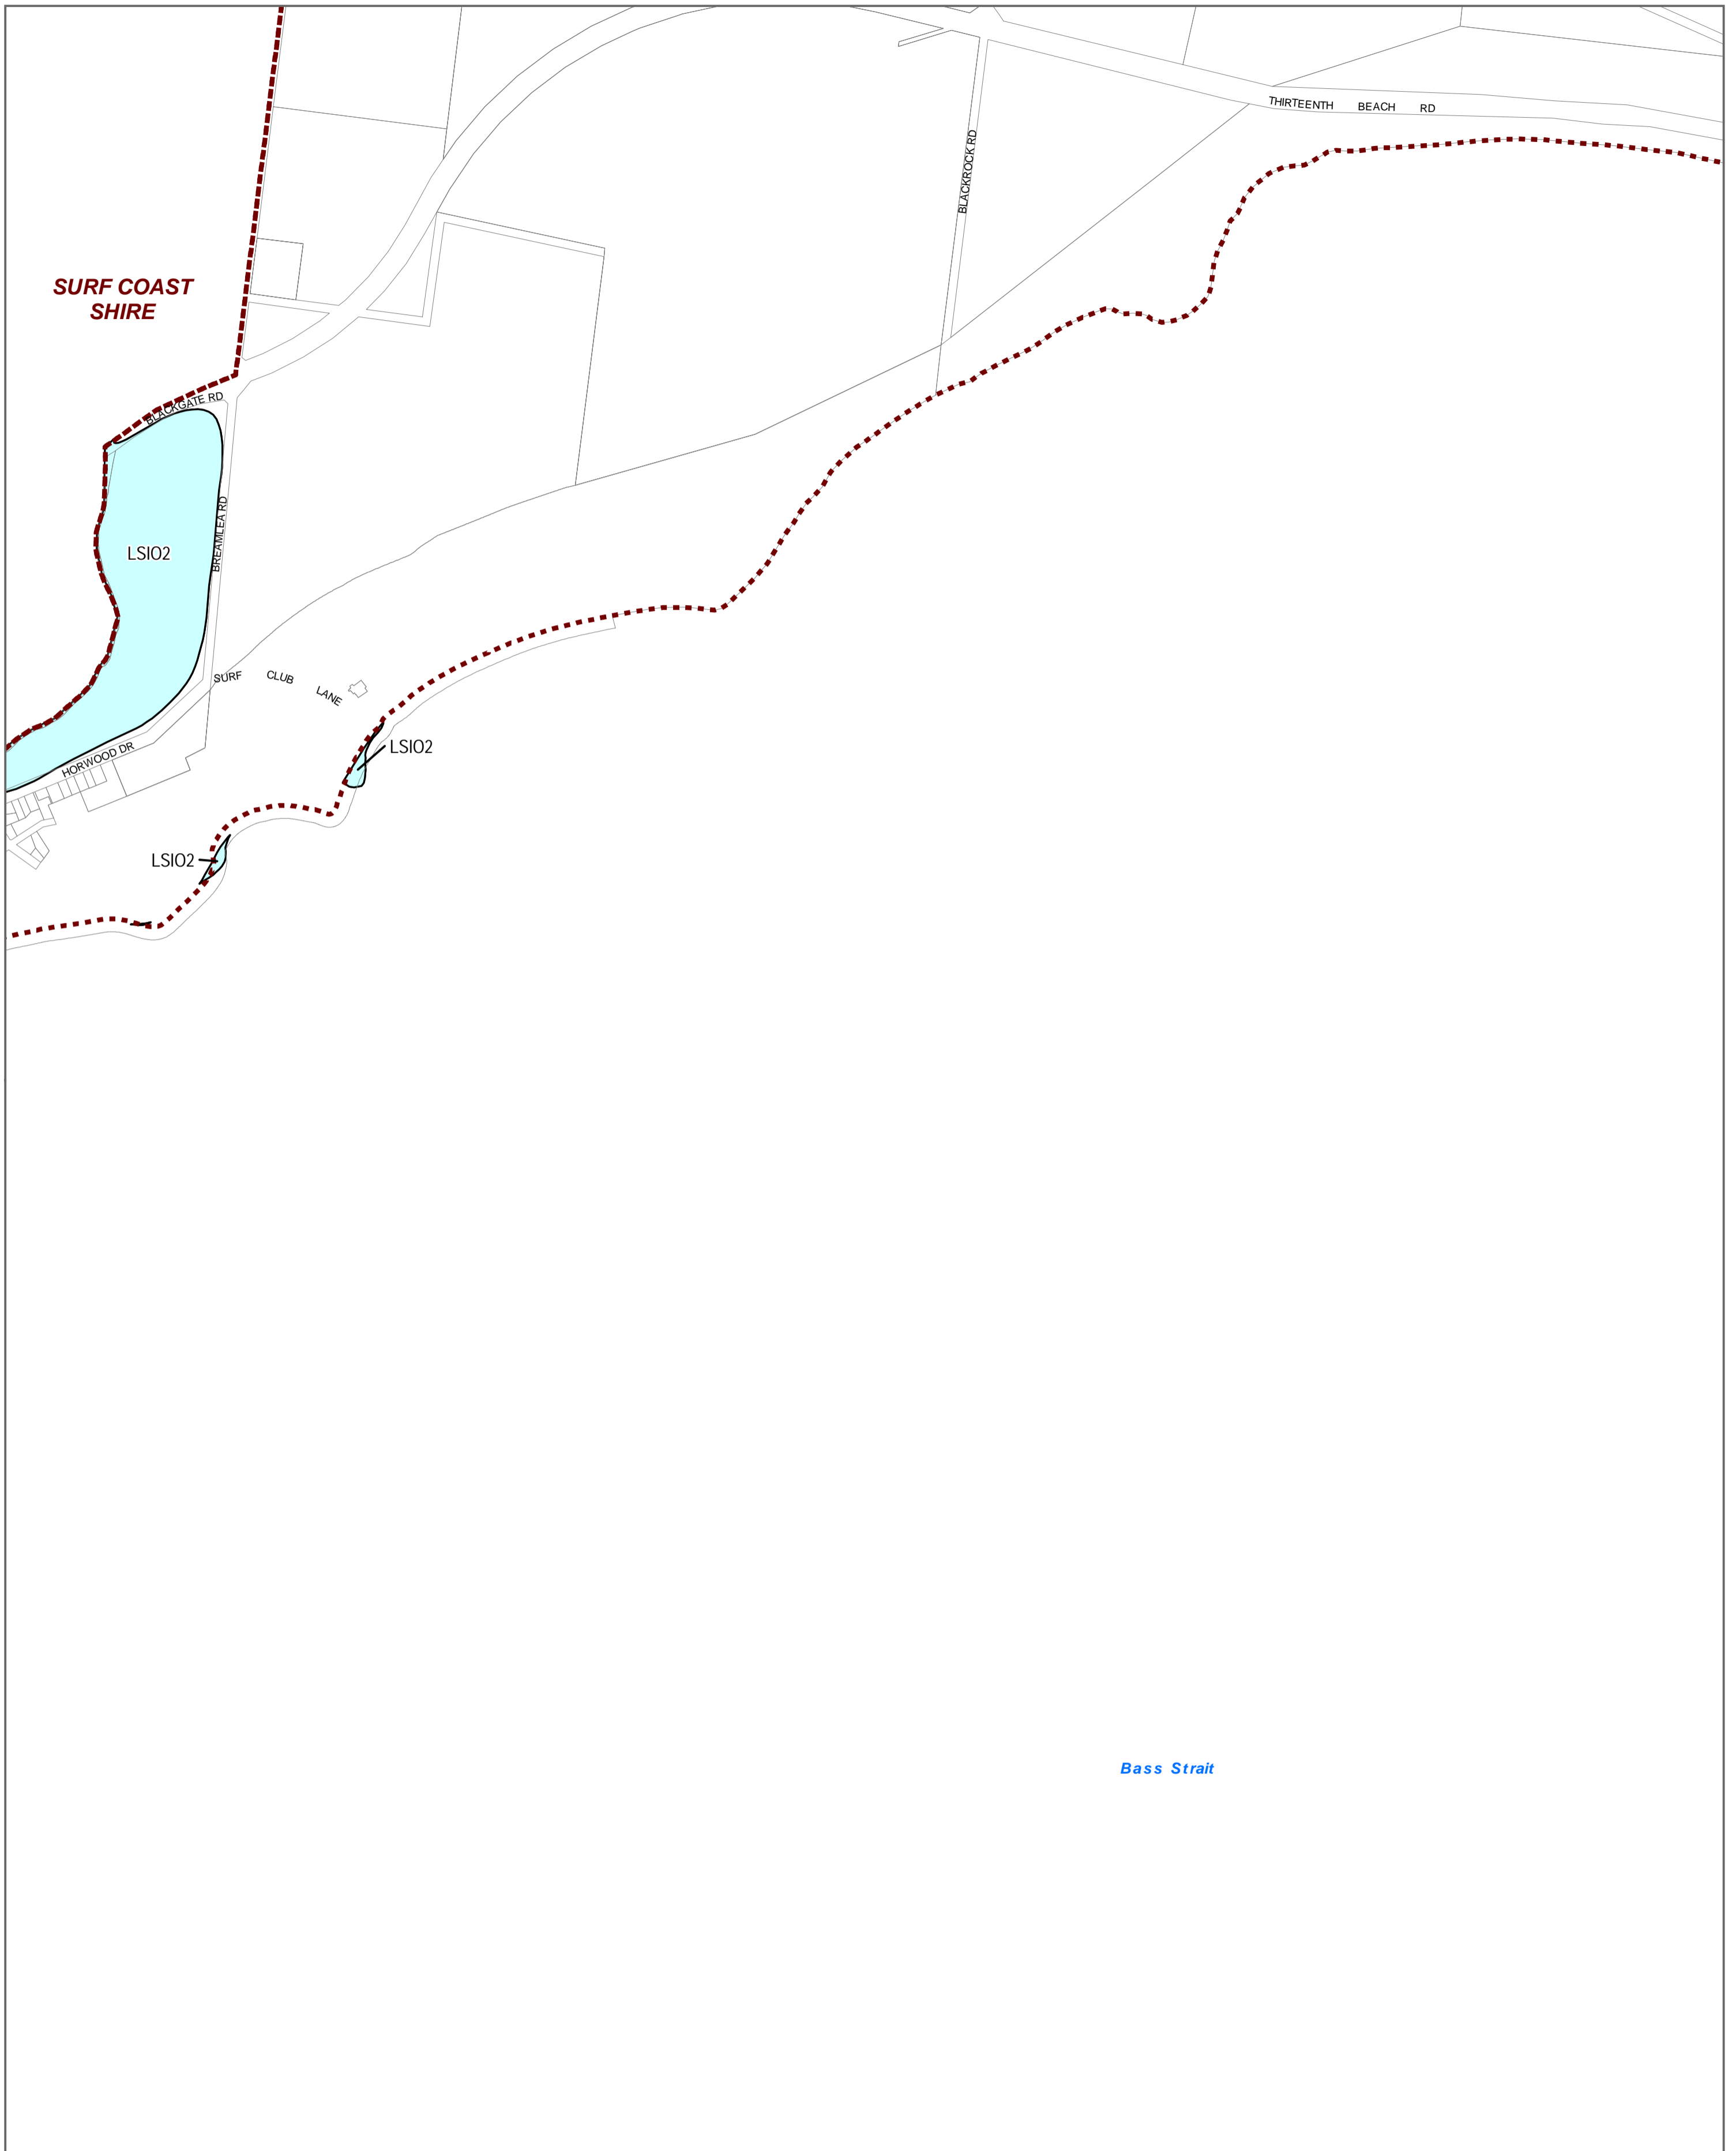 THIRTEENTH BEACH RD
BLACKROCK RD
SURF COAST
SHIRE
BLACKGATE RD
BREAMLEA RD
LSIO2
SURF CLUB LANE
HORWOOD DR
LSIO2
LSIO2
Bass Strait